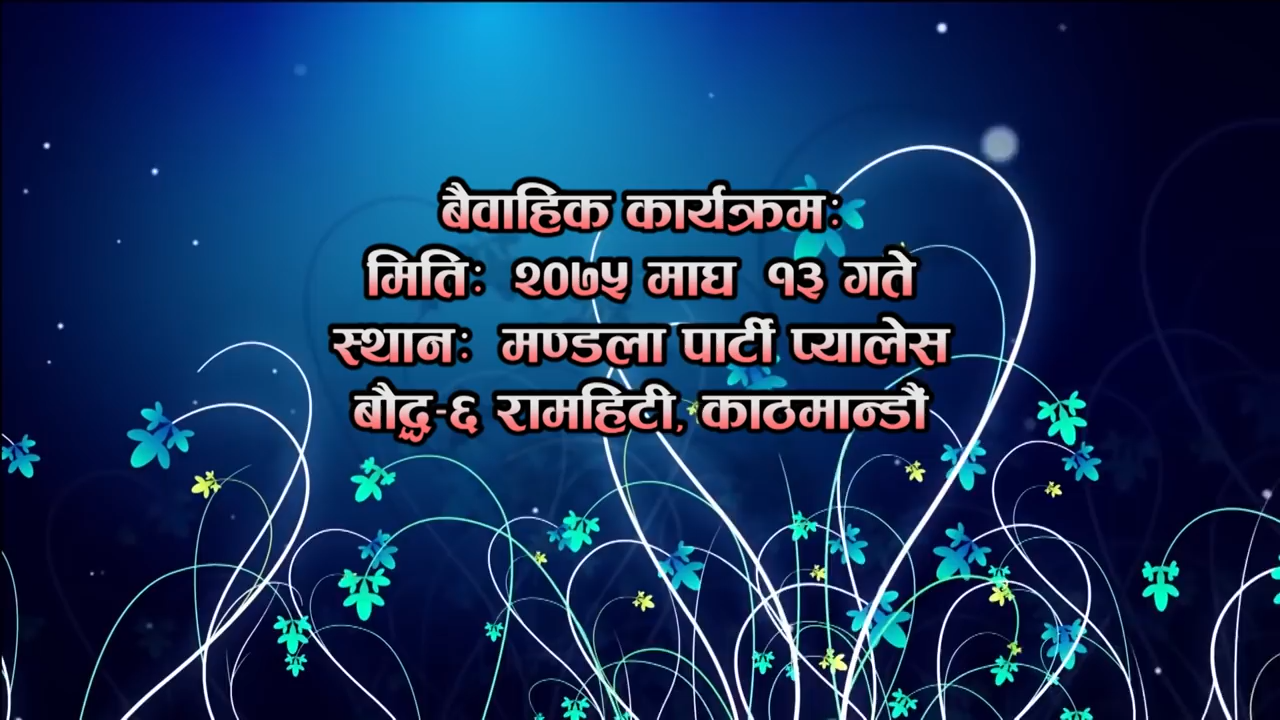 बैवाहिक कार्यक्रमः
मितिः २०७५ माघ १३ गते
स्थानः मण्डला पार्टी प्यालेस
बौद्ध-६ रामहिटी, काठमान्डौं